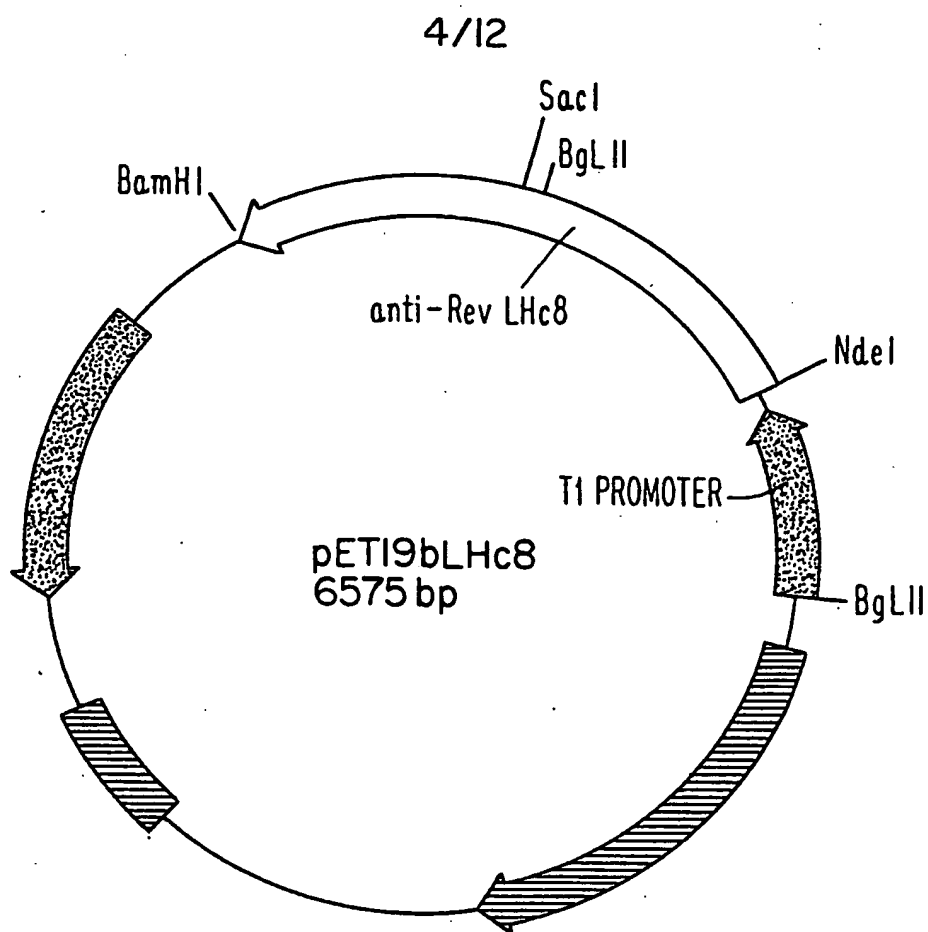 4/12
SacI
BgLII
BamHI
anti-Rev LHc8
NdeI
T1 PROMOTER
pET19bLHc8
6575 bp
BgLII